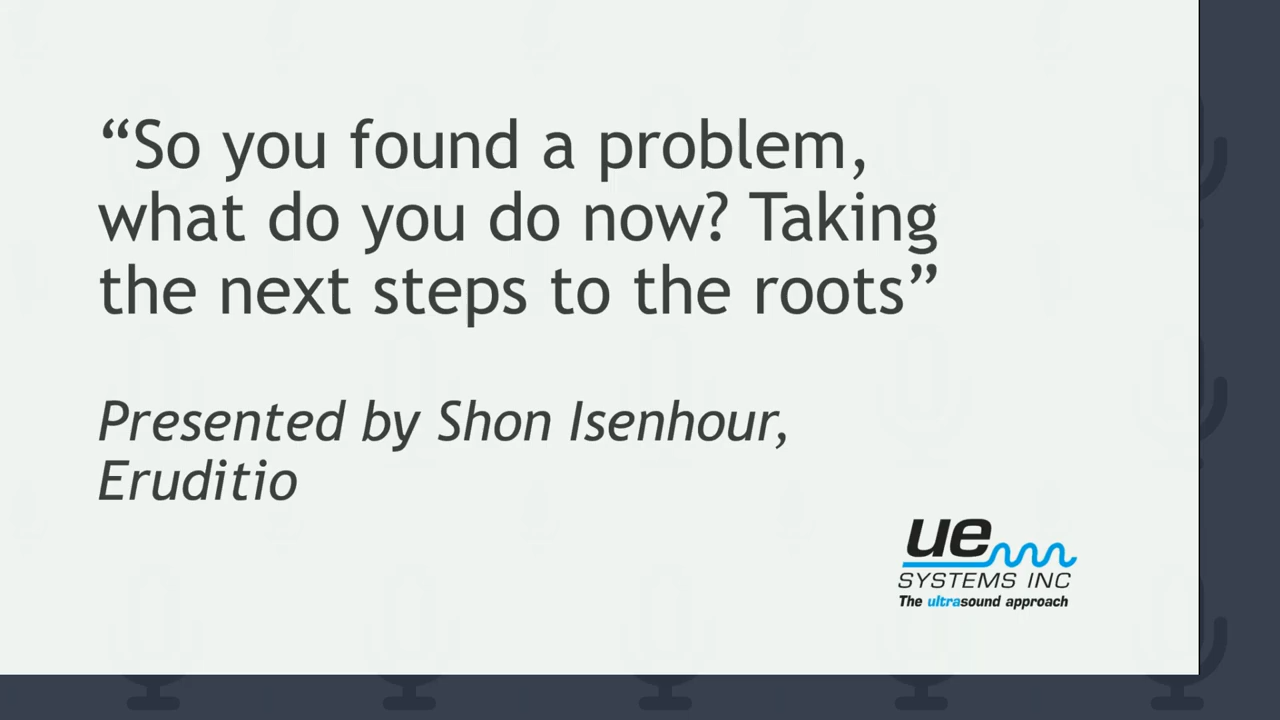 “So you found a problem,
what do you do now? Taking
the next steps to the roots”
Presented by Shon Isenhour,
Eruditio
ue
SYSTEMS INC
The ultrasound approach